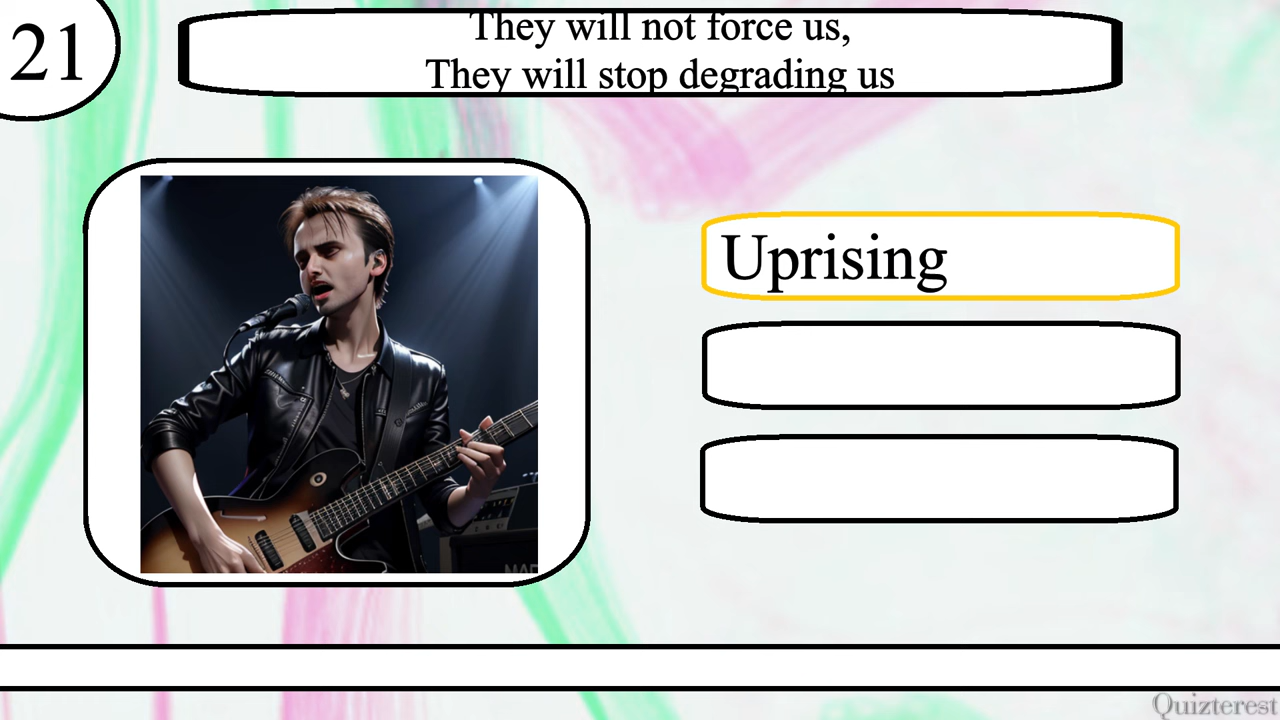 21
They will not force us,
They will stop degrading us
Uprising
Quizterest